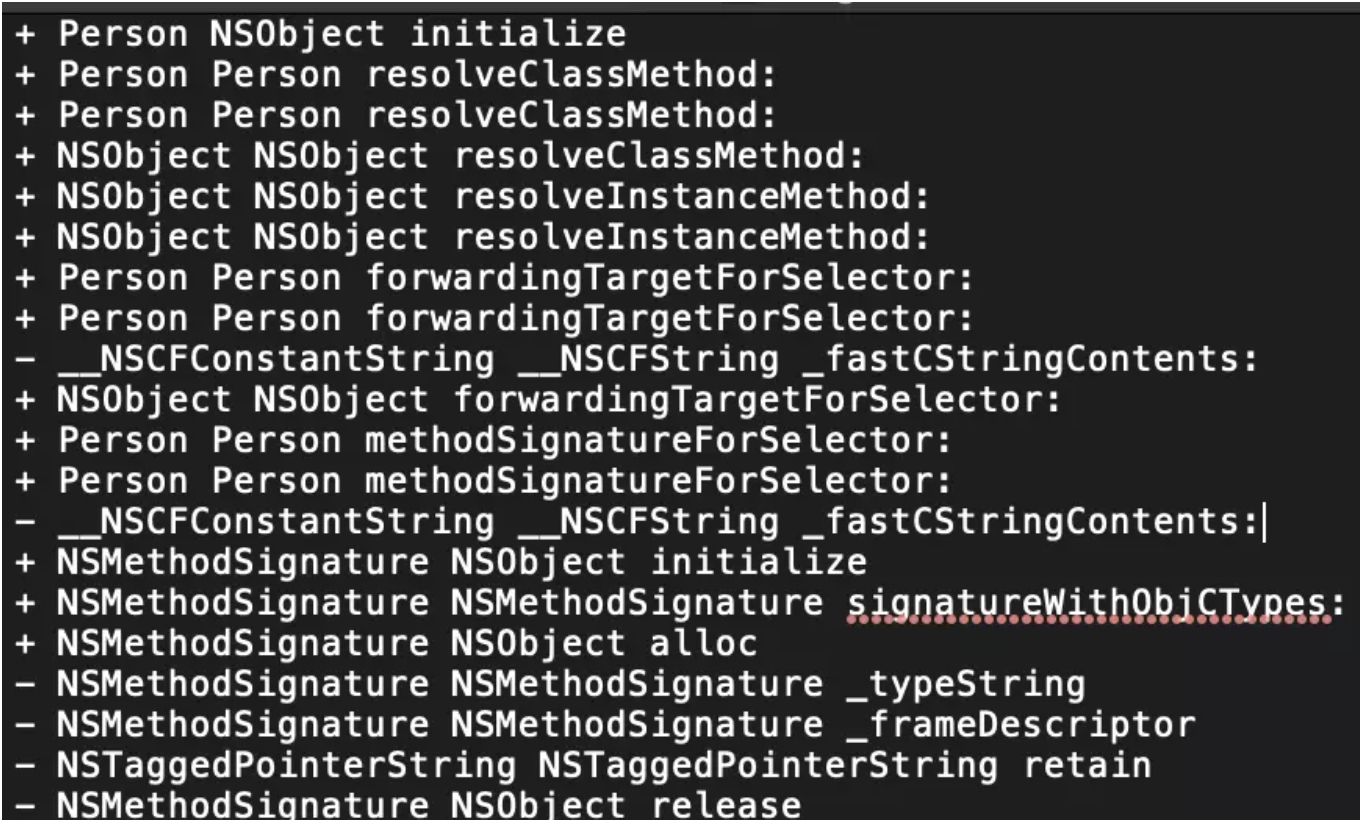 + Person NSObject initialize
+ Person Person resolveClassMethod:
+ Person Person resolveClassMethod:
+ NSObject NSObject resolveClassMethod:
+ NSObject NSObject resolveInstanceMethod:
+ NSObject NSObject resolveInstanceMethod:
+ Person Person forwardingTargetForSelector:
+ Person Person forwardingTargetForSelector:
- __NSCFConstantString __NSCFString _fastCStringContents:
+ NSObject NSObject forwardingTargetForSelector:
+ Person Person methodSignatureForSelector:
+ Person Person methodSignatureForSelector:
- __NSCFConstantString __NSCFString _fastCStringContents:
+ NSMethodSignature NSObject initialize
+ NSMethodSignature NSMethodSignature signatureWithObjCTypes:
+ NSMethodSignature NSObject alloc
- NSMethodSignature NSMethodSignature _typeString
- NSMethodSignature NSMethodSignature _frameDescriptor
- NSTaggedPointerString NSTaggedPointerString retain
- NSMethodSignature NSObject release